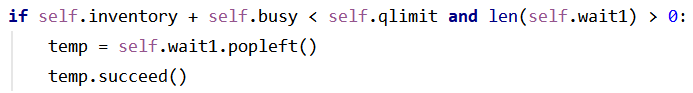 if self.inventory + self.busy < self.qlimit and len(self.wait1) > 0:
    temp = self.wait1.popleft()
    temp.succeed()